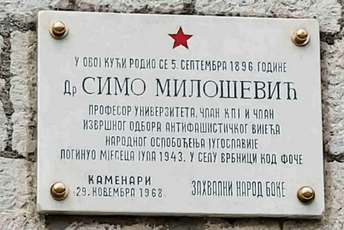 У ОВОЈ КУЋИ РОДИО СЕ 5. СЕПТЕМБРА 1896. ГОДИНЕ
Др СИМО МИЛОШЕВИЋ
ПРОФЕСОР УНИВЕРЗИТЕТА, ЧЛАН КПЈ И ЧЛАН
ИЗВРШНОГ ОДБОРА АНТИФАШИСТИЧКОГ ВИЈЕЋА
НАРОДНОГ ОСЛОБОЂЕЊА ЈУГОСЛАВИЈЕ
ПОГИНУО МЈЕСЕЦА ЈУЛА 1943. У СЕЛУ ВРБНИЦИ КОД ФОЧЕ
КАМЕНАРИ
29. НОВЕМБРА 1968.
ЗАХВАЛНИ НАРОД БОКЕ